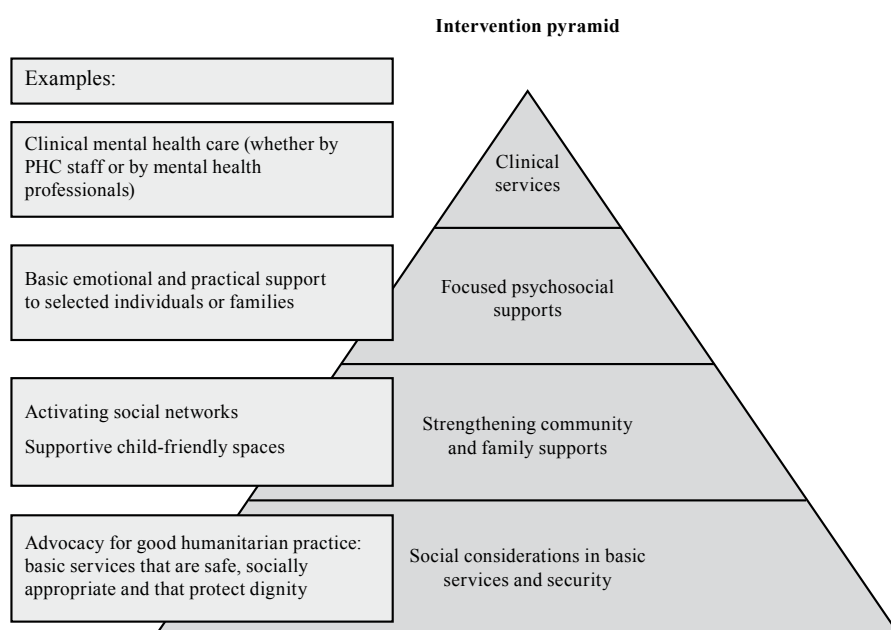 Intervention pyramid
Examples:
Clinical mental health care (whether by
PHC staff or by mental health
professionals)
Clinical
services
Basic emotional and practical support
to selected individuals or families
Focused psychosocial
supports
Activating social networks
Supportive child-friendly spaces
Strengthening community
and family supports
Advocacy for good humanitarian practice:
basic services that are safe, socially
appropriate and that protect dignity
Social considerations in basic
services and security